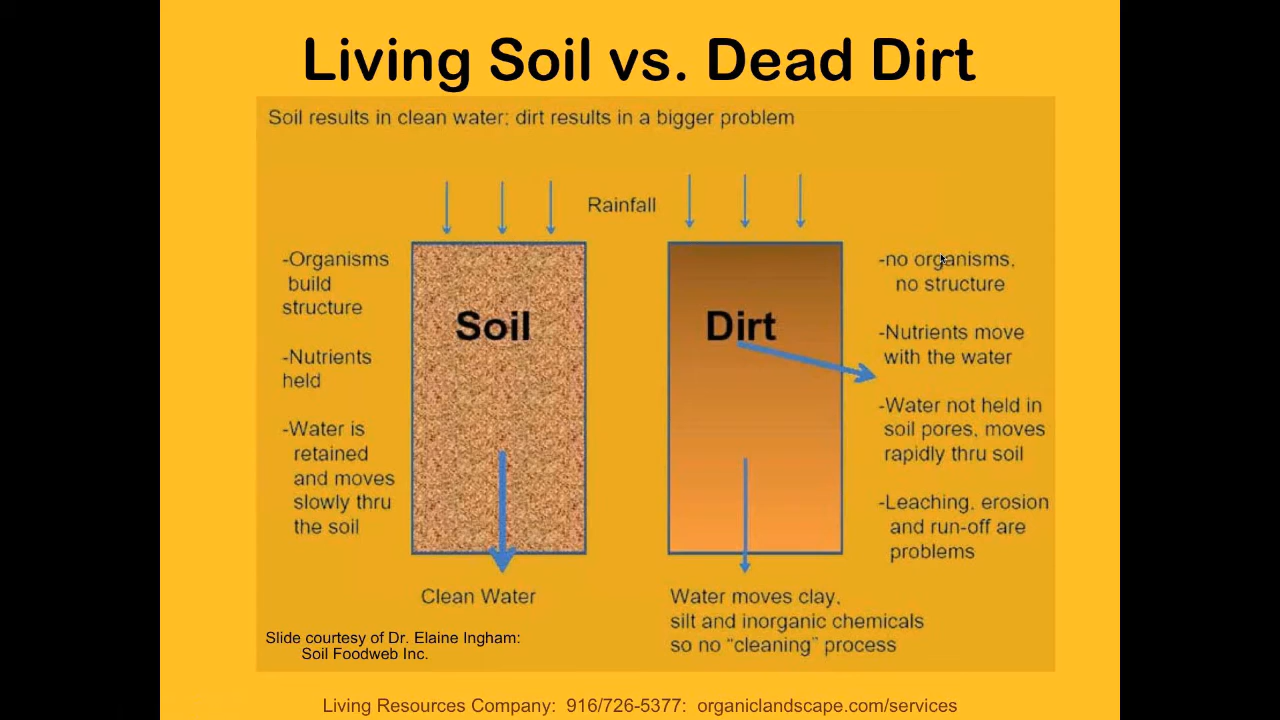 Living Soil vs. Dead Dirt
Soil results in clean water; dirt results in a bigger problem
Rainfall
-Organisms
build
structure
-Nutrients
held
-Water is
retained
and moves
slowly thru
the soil
Soil
Clean Water
Dirt
-no organisms,
no structure
-Nutrients move
with the water
-Water not held in
soil pores, moves
rapidly thru soil
-Leaching, erosion
and run-off are
problems
Water moves clay,
silt and inorganic chemicals
so no “cleaning” process
Slide courtesy of Dr. Elaine Ingham:
Soil Foodweb Inc.
Living Resources Company: 916/726-5377: organiclandscape.com/services